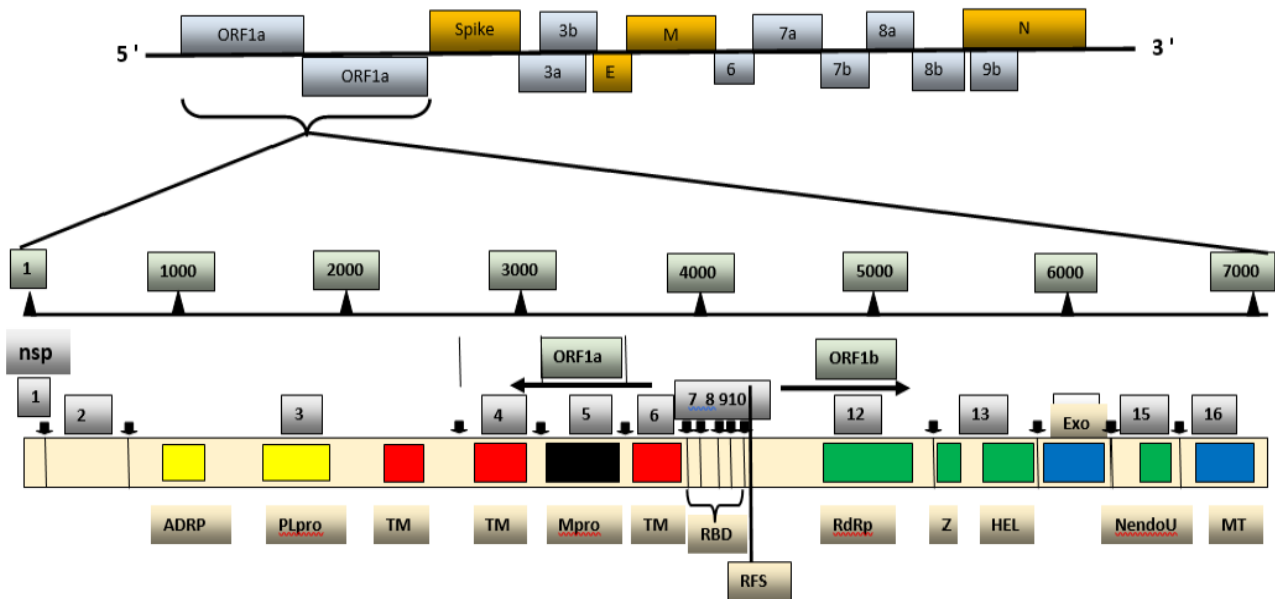 ORF1a Spike 3b M 7a 8a N
5 ' 3 '
ORF1a 3a E 6 7b 8b 9b
1 1000 2000 3000 4000 5000 6000 7000
nsp ORF1a ORF1b
1 2 3 4 5 6 7 8 910 12 13 Exo 15 16
ADRP PLpro TM TM Mpro TM RBD RdRp Z HEL NendoU MT
RFS